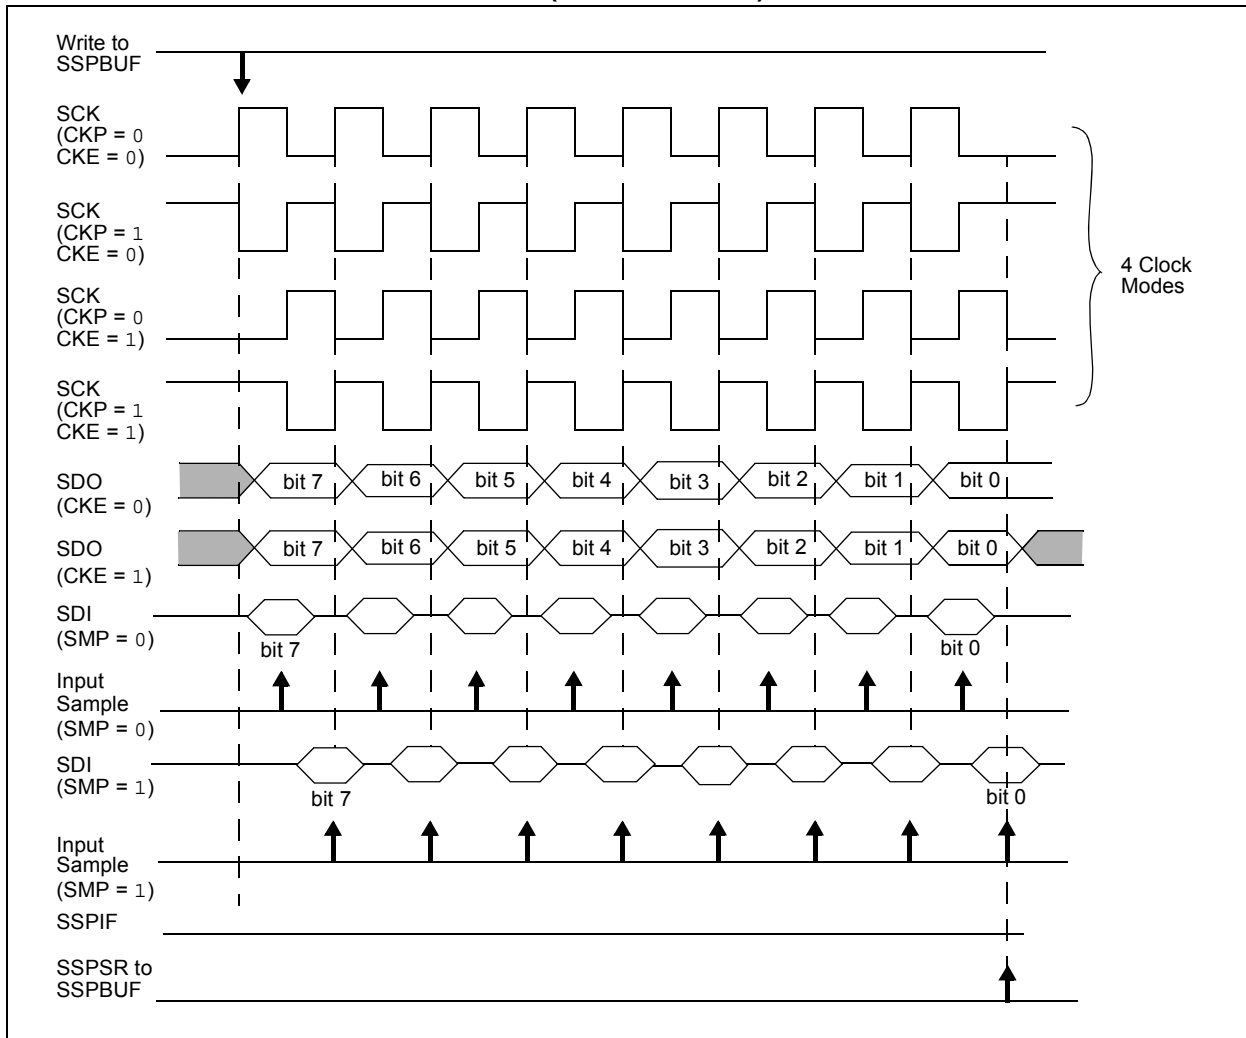 Write to
SSPBUF
SCK
(CKP = 0
CKE = 0)
SCK
(CKP = 1
CKE = 0)
SCK
(CKP = 0
CKE = 1)
SCK
(CKP = 1
CKE = 1)
4 Clock
Modes
SDO
(CKE = 0)
bit 7 bit 6 bit 5 bit 4 bit 3 bit 2 bit 1 bit 0
SDO
(CKE = 1)
bit 7 bit 6 bit 5 bit 4 bit 3 bit 2 bit 1 bit 0
SDI
(SMP = 0)
bit 7 bit 0
Input
Sample
(SMP = 0)
SDI
(SMP = 1)
bit 7 bit 0
Input
Sample
(SMP = 1)
SSPIF
SSPSR to
SSPBUF